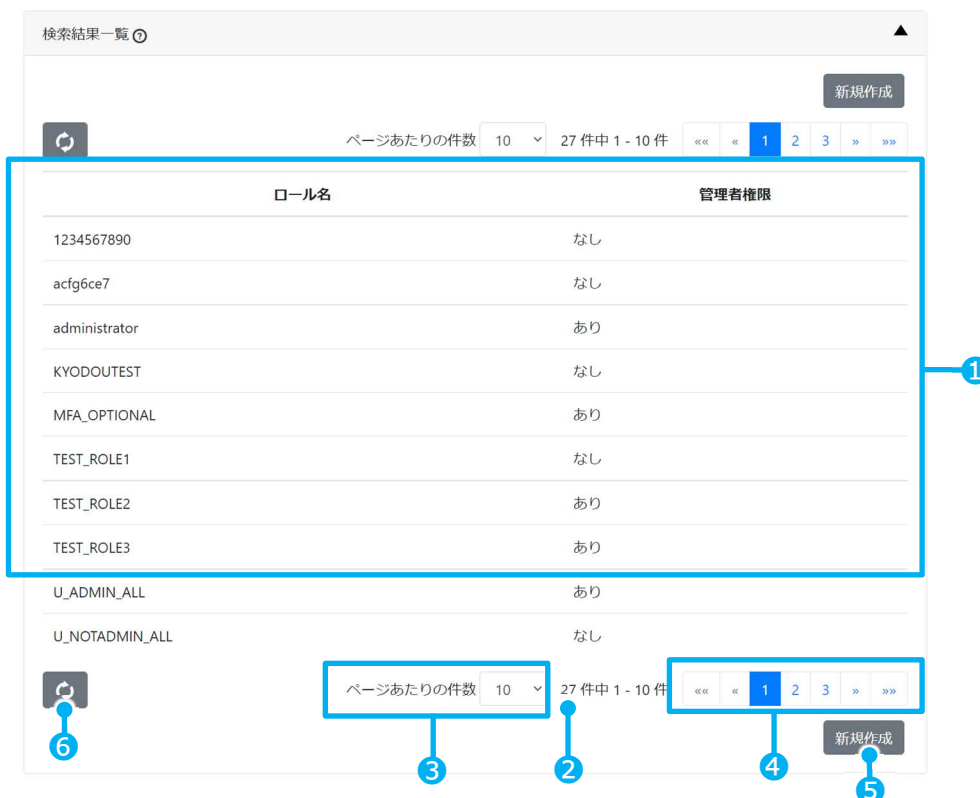 検索結果一覧 ? ▲
新規作成
ページあたりの件数 10 27 件中 1 - 10 件 «« « 1 2 3 » »»
ロール名 管理者権限
1234567890 なし
acfg6ce7 なし
administrator あり
KYODOUTEST なし
1
MFA_OPTIONAL あり
TEST_ROLE1 なし
TEST_ROLE2 あり
TEST_ROLE3 あり
U_ADMIN_ALL あり
U_NOTADMIN_ALL なし
ページあたりの件数 10 27 件中 1 - 10 件 «« « 1 2 3 » »»
新規作成
6 3 2 4 5